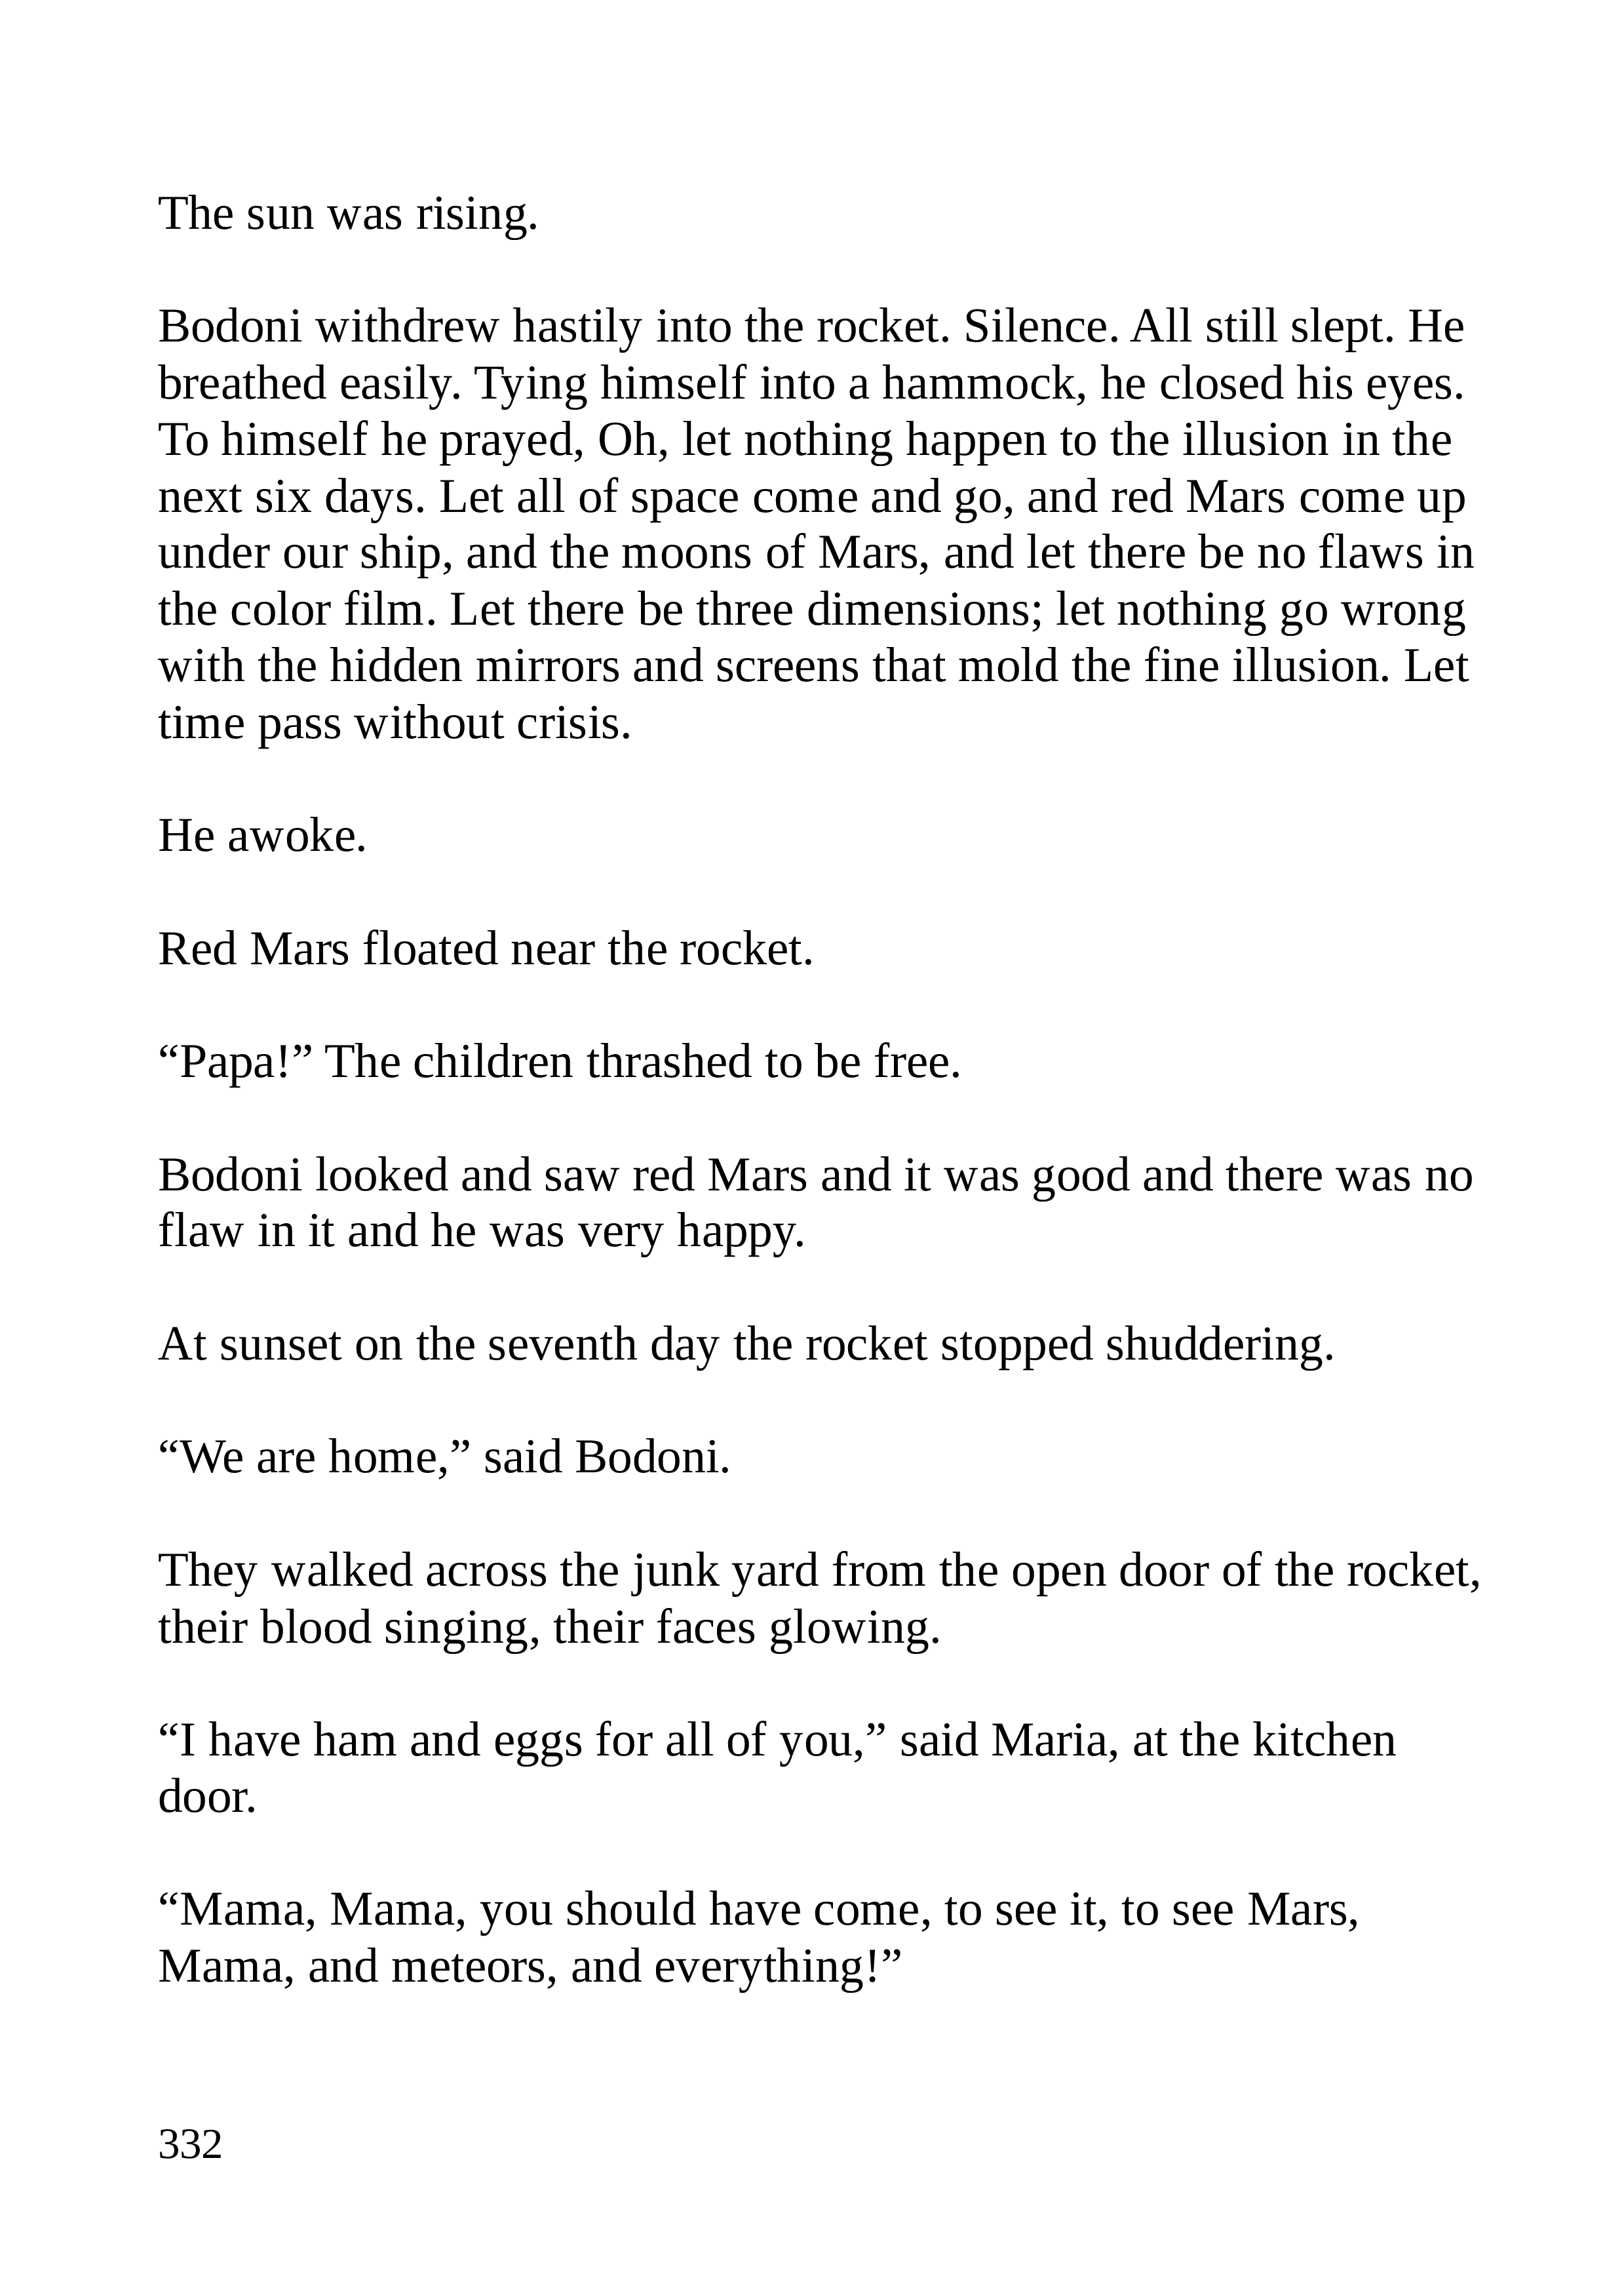 The sun was rising.
Bodoni withdrew hastily into the rocket. Silence. All still slept. He
breathed easily. Tying himself into a hammock, he closed his eyes.
To himself he prayed, Oh, let nothing happen to the illusion in the
next six days. Let all of space come and go, and red Mars come up
under our ship, and the moons of Mars, and let there be no flaws in
the color film. Let there be three dimensions; let nothing go wrong
with the hidden mirrors and screens that mold the fine illusion. Let
time pass without crisis.
He awoke.
Red Mars floated near the rocket.
“Papa!” The children thrashed to be free.
Bodoni looked and saw red Mars and it was good and there was no
flaw in it and he was very happy.
At sunset on the seventh day the rocket stopped shuddering.
“We are home,” said Bodoni.
They walked across the junk yard from the open door of the rocket,
their blood singing, their faces glowing.
“I have ham and eggs for all of you,” said Maria, at the kitchen
door.
“Mama, Mama, you should have come, to see it, to see Mars,
Mama, and meteors, and everything!”
332